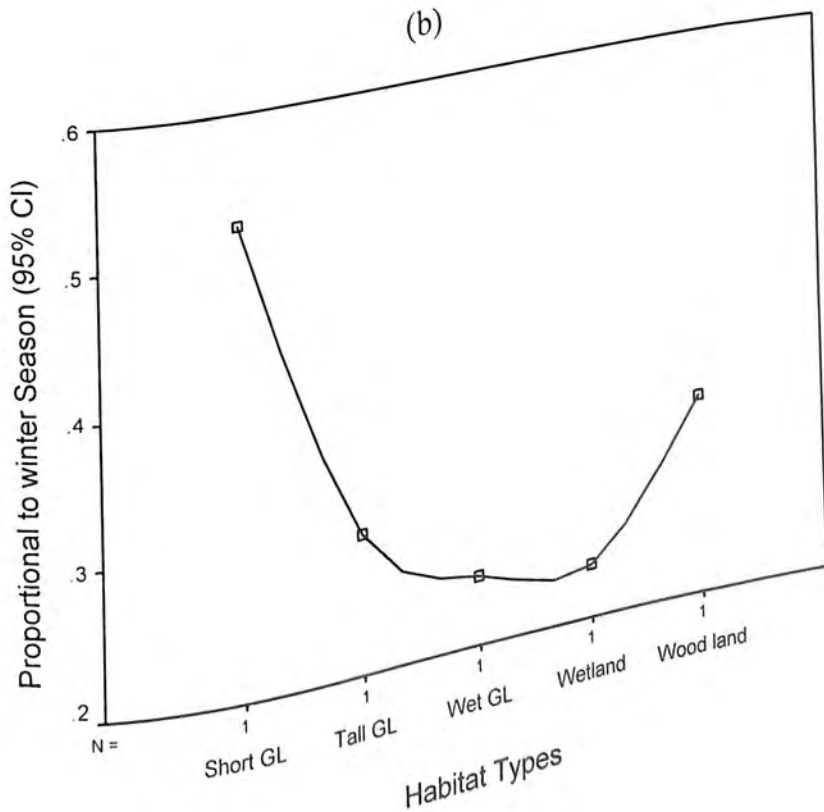 (b)
Proportional to winter Season (95% CI)
.6
.5
.4
.3
.2
N =
1
1
1
1
1
Short GL
Tall GL
Wet GL
Wetland
Wood land
Habitat Types